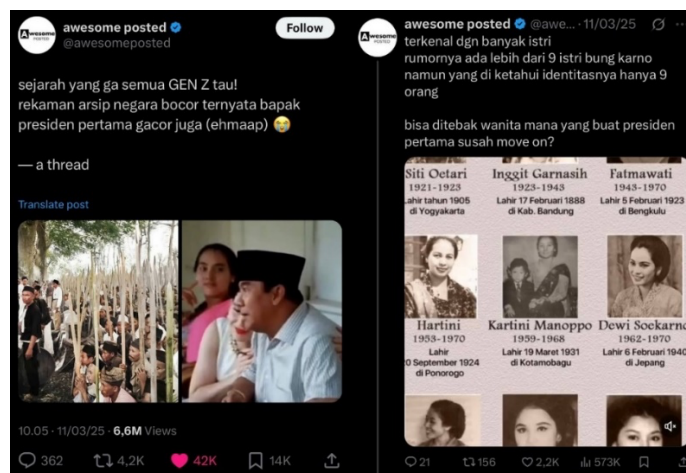 awesome posted
@awesomeposted
Follow
sejarah yang ga semua GEN Z tau!
rekaman arsip negara bocor ternyata bapak
presiden pertama gacor juga (ehmaap) 😭
— a thread
Translate post
10.05 · 11/03/25 · 6,6M Views
362 4,2K 42K 14K
awesome posted @awe... · 11/03/25
terkenal dgn banyak istri
rumornya ada lebih dari 9 istri bung karno
namun yang di ketahui identitasnya hanya 9
orang
bisa ditebak wanita mana yang buat presiden
pertama susah move on?
Siti Oetari Inggit Garnasih Fatmawati
1921-1923 1923-1943 1943-1970
Lahir tahun 1905 Lahir 17 Februari 1888 Lahir 5 Februari 1923
di Yogyakarta di Kab. Bandung di Bengkulu
Hartini Kartini Manoppo Dewi Soekarno
1953-1970 1959-1968 1962-1970
Lahir Lahir 19 Maret 1931 Lahir 6 Februari 1940
20 September 1924 di Kotamobagu di Jepang
di Ponorogo
21 156 2,2K 573K